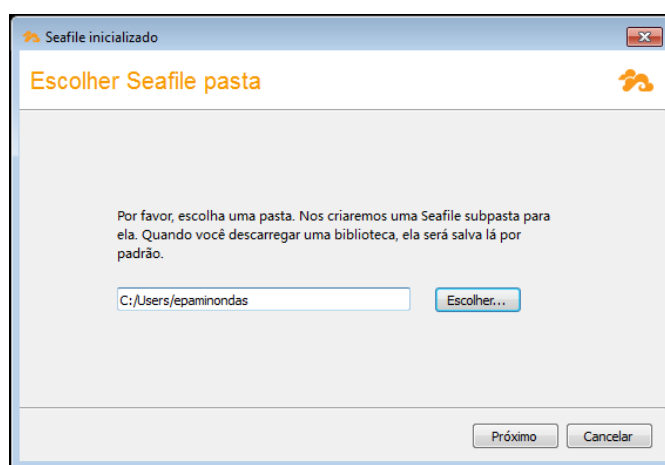 Seafile inicializado
Escolher Seafile pasta
Por favor, escolha uma pasta. Nos criaremos uma Seafile subpasta para
ela. Quando você descarregar uma biblioteca, ela será salva lá por
padrão.
C:/Users/epaminondas
Escolher...
Próximo
Cancelar